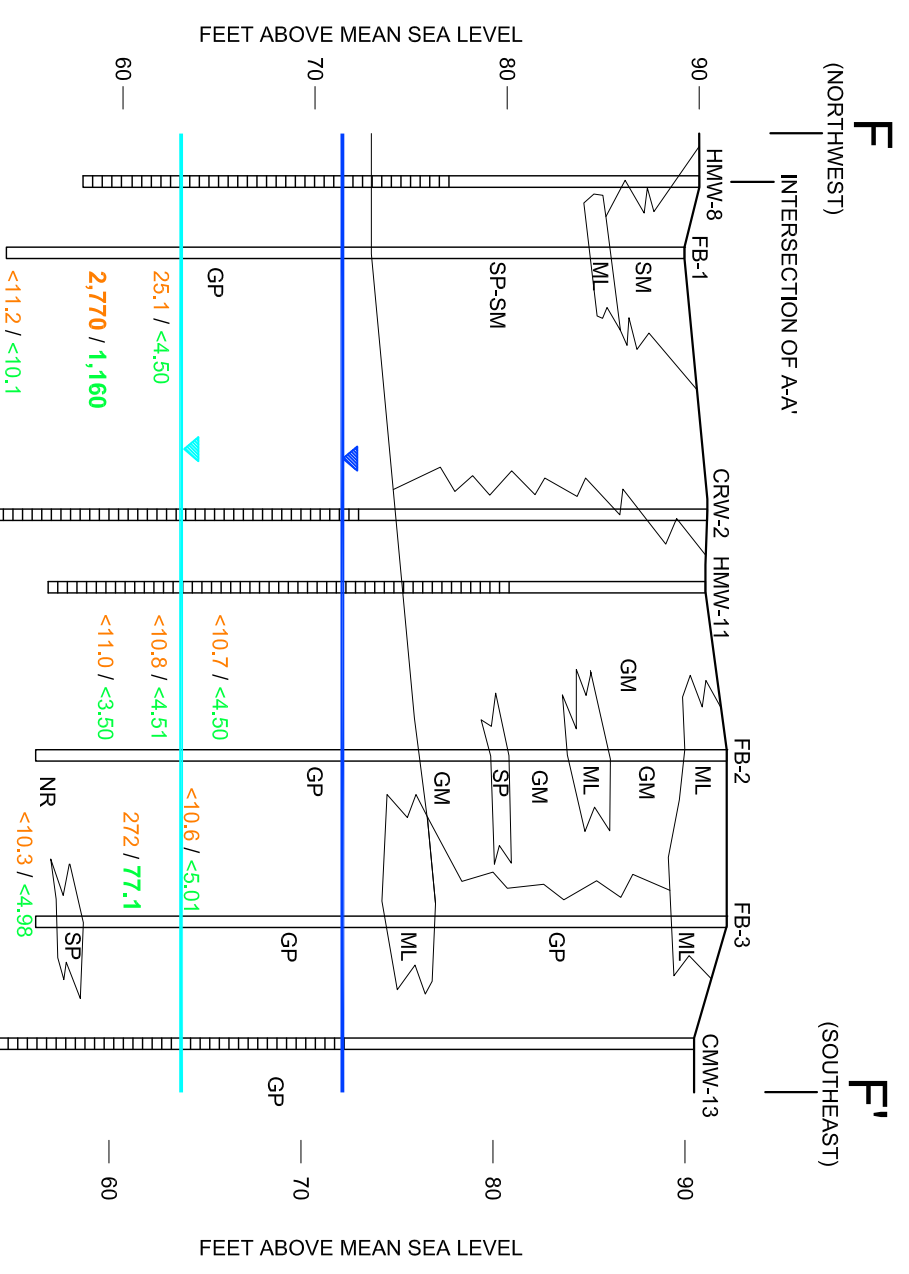 F
(NORTHWEST)
F'
(SOUTHEAST)
INTERSECTION OF A-A'
HMW-8
FB-1
CRW-2
HMW-11
FB-2
FB-3
CMW-13
FEET ABOVE MEAN SEA LEVEL
90
80
70
60
SM
ML
SP-SM
GP
25.1 / <4.50
2,770 / 1,160
<11.2 / <10.1
GM
<10.7 / <4.50
<10.8 / <4.51
<11.0 / <3.50
ML
GM
ML
GM
SP
GM
GP
NR
ML
GP
ML
GP
<10.6 / <5.01
272 / 77.1
SP
<10.3 / <4.98
GP
90
80
70
60
FEET ABOVE MEAN SEA LEVEL